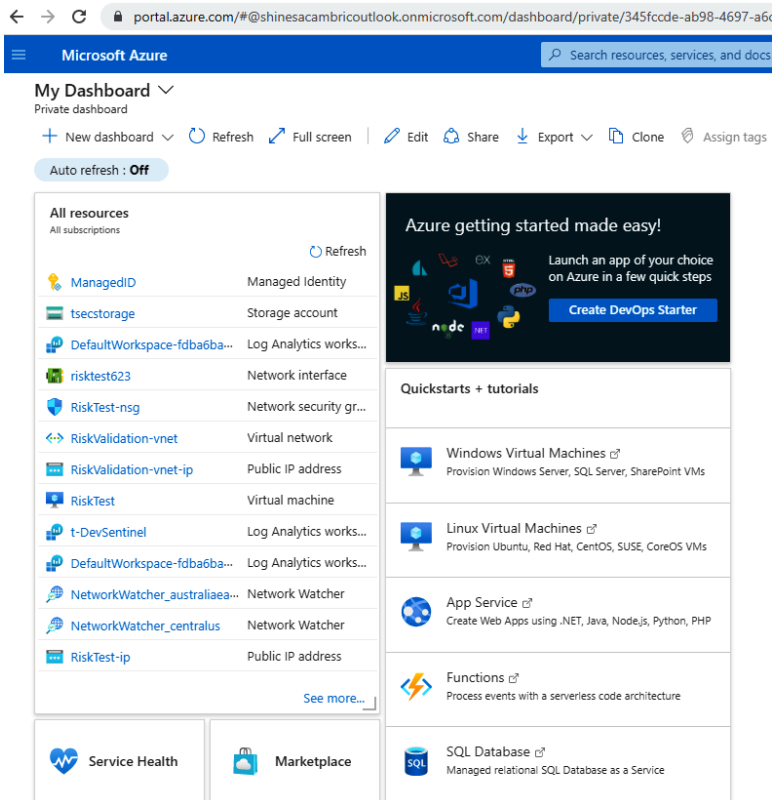 portal.azure.com/#@shinesacambricoutlook.onmicrosoft.com/dashboard/private/345fccde-ab98-4697-a6
Microsoft Azure
Search resources, services, and docs
My Dashboard
Private dashboard
New dashboard Refresh Full screen Edit Share Export Clone Assign tags
Auto refresh : Off
All resources
All subscriptions
Refresh
ManagedID Managed Identity
tsecstorage Storage account
DefaultWorkspace-fdba6ba... Log Analytics works...
risktest623 Network interface
RiskTest-nsg Network security gr...
RiskValidation-vnet Virtual network
RiskValidation-vnet-ip Public IP address
RiskTest Virtual machine
t-DevSentinel Log Analytics works...
DefaultWorkspace-fdba6ba... Log Analytics works...
NetworkWatcher_australiaea... Network Watcher
NetworkWatcher_centralus Network Watcher
RiskTest-ip Public IP address
See more...
Service Health
Marketplace
Azure getting started made easy!
Launch an app of your choice
on Azure in a few quick steps
Create DevOps Starter
ex
HTML
5
JS
php
node
.NET
Quickstarts + tutorials
Windows Virtual Machines
Provision Windows Server, SQL Server, SharePoint VMs
Linux Virtual Machines
Provision Ubuntu, Red Hat, CentOS, SUSE, CoreOS VMs
App Service
Create Web Apps using .NET, Java, Node.js, Python, PHP
Functions
Process events with a serverless code architecture
SQL
SQL Database
Managed relational SQL Database as a Service